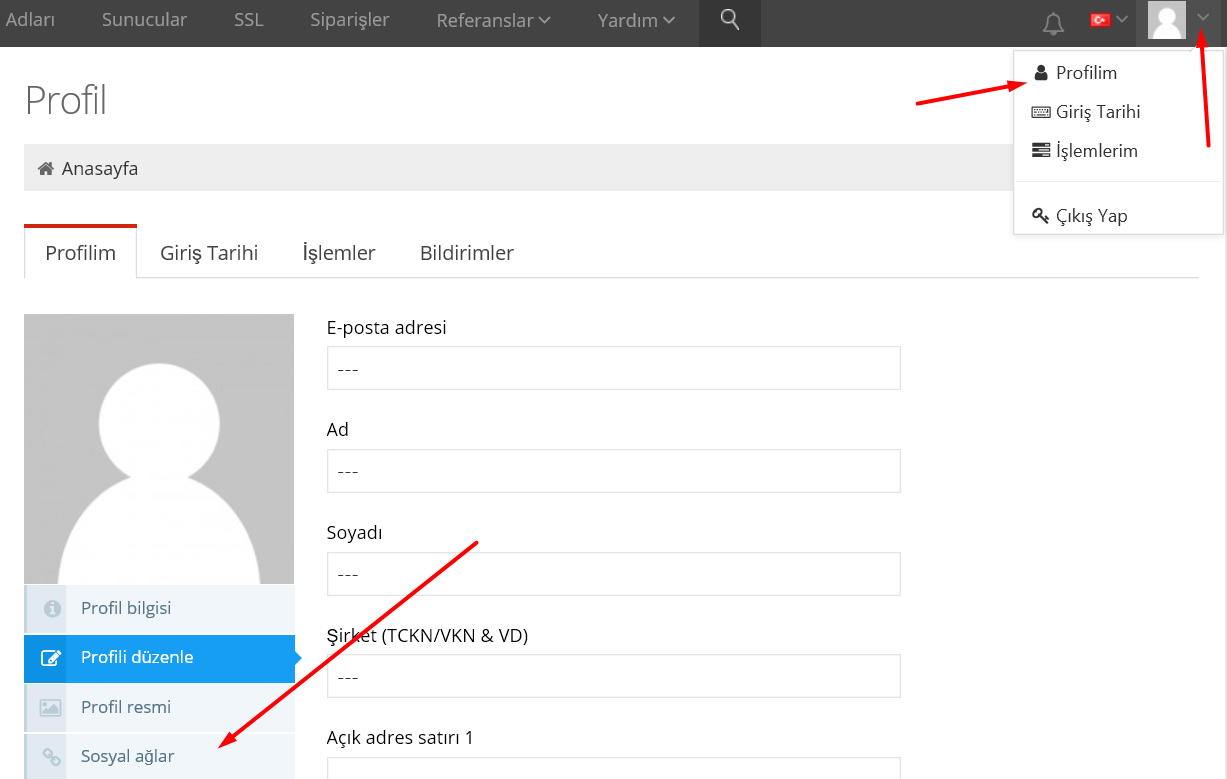 Adları Sunucular SSL Siparişler Referanslar Yardım
Profilim
Giriş Tarihi
İşlemlerim
Çıkış Yap
Profil
Anasayfa
Profilim Giriş Tarihi İşlemler Bildirimler
E-posta adresi
---
Ad
---
Soyadı
---
Şirket (TCKN/VKN & VD)
---
Açık adres satırı 1
Profil bilgisi
Profili düzenle
Profil resmi
Sosyal ağlar